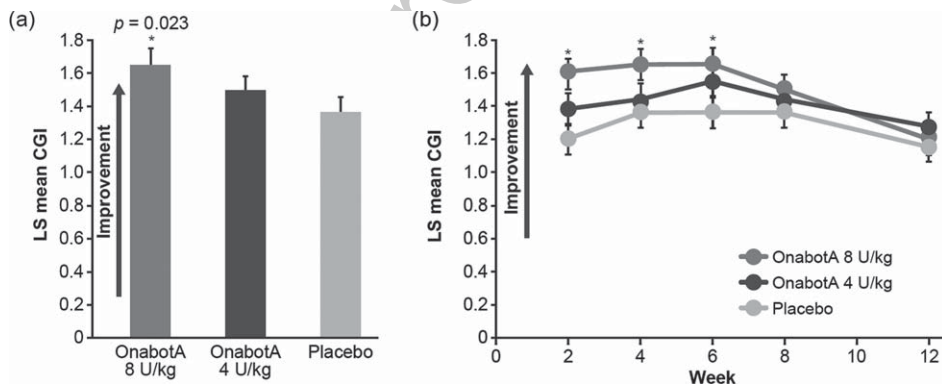 (a)
p = 0.023
*
LS mean CGI
Improvement
1.8
1.6
1.4
1.2
1.0
0.8
0.6
0.4
0.2
0
OnabotA
8 U/kg
OnabotA
4 U/kg
Placebo
(b)
* * *
LS mean CGI
Improvement
1.8
1.6
1.4
1.2
1.0
0.8
0.6
0.4
0.2
0
OnabotA 8 U/kg
OnabotA 4 U/kg
Placebo
0 2 4 6 8 10 12
Week